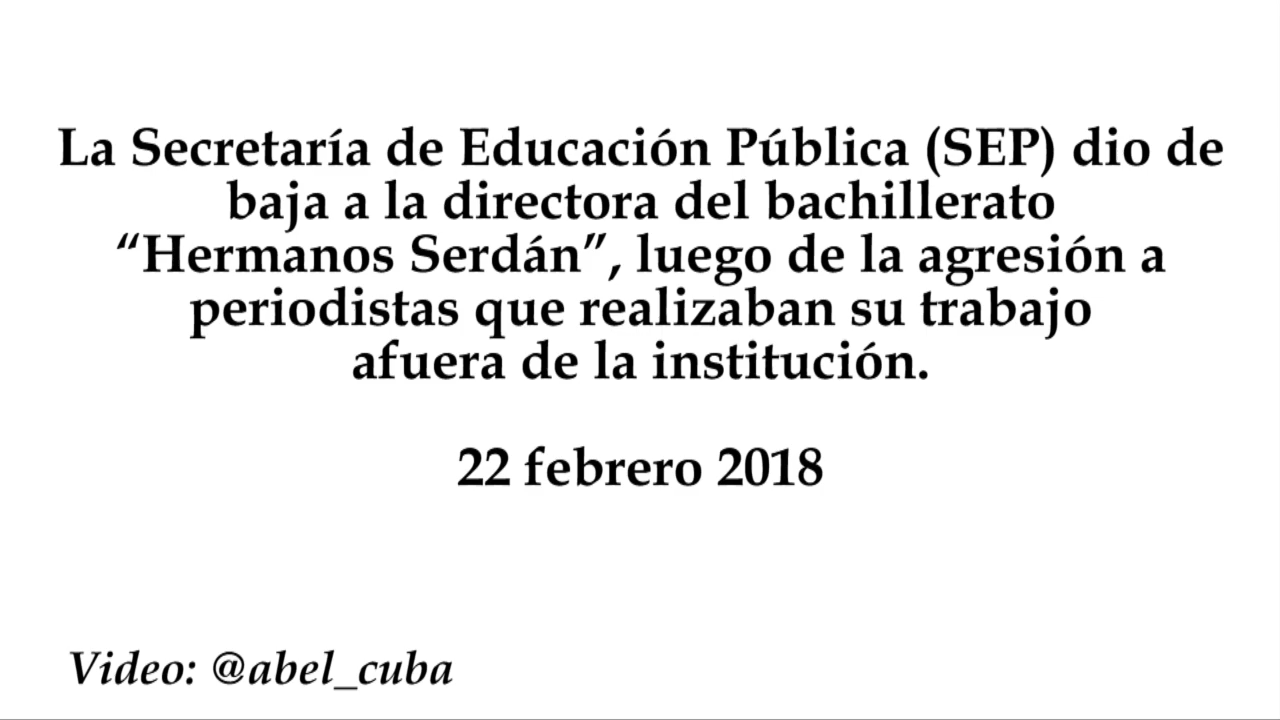 La Secretaría de Educación Pública (SEP) dio de
baja a la directora del bachillerato
“Hermanos Serdán”, luego de la agresión a
periodistas que realizaban su trabajo
afuera de la institución.
22 febrero 2018
Video: @abel_cuba